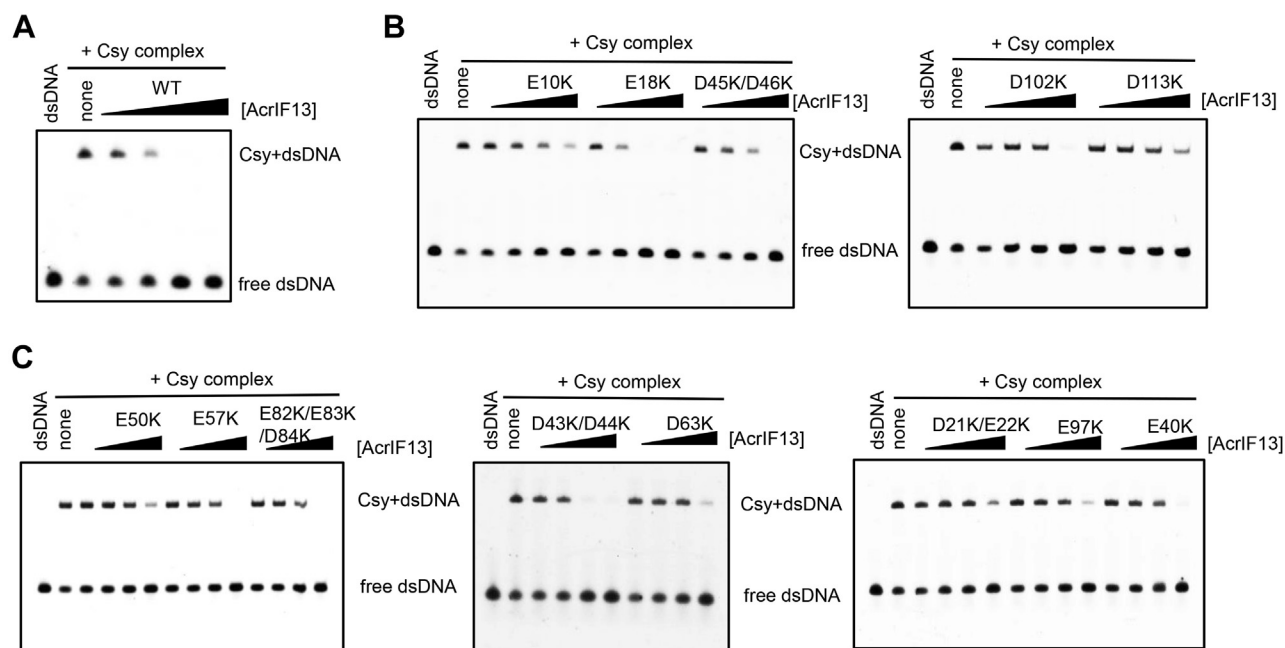 A
+ Csy complex
dsDNA
none
WT
[AcrIF13]
Csy+dsDNA
free dsDNA
B
+ Csy complex
dsDNA
none
E10K
E18K
D45K/D46K
[AcrIF13]
Csy+dsDNA
free dsDNA
+ Csy complex
dsDNA
none
D102K
D113K
C
+ Csy complex
dsDNA
none
E50K
E57K
E82K/E83K
/D84K
[AcrIF13]
Csy+dsDNA
free dsDNA
+ Csy complex
dsDNA
none
D43K/D44K
D63K
[AcrIF13]
Csy+dsDNA
free dsDNA
+ Csy complex
dsDNA
none
D21K/E22K
E97K
E40K
[AcrIF13]